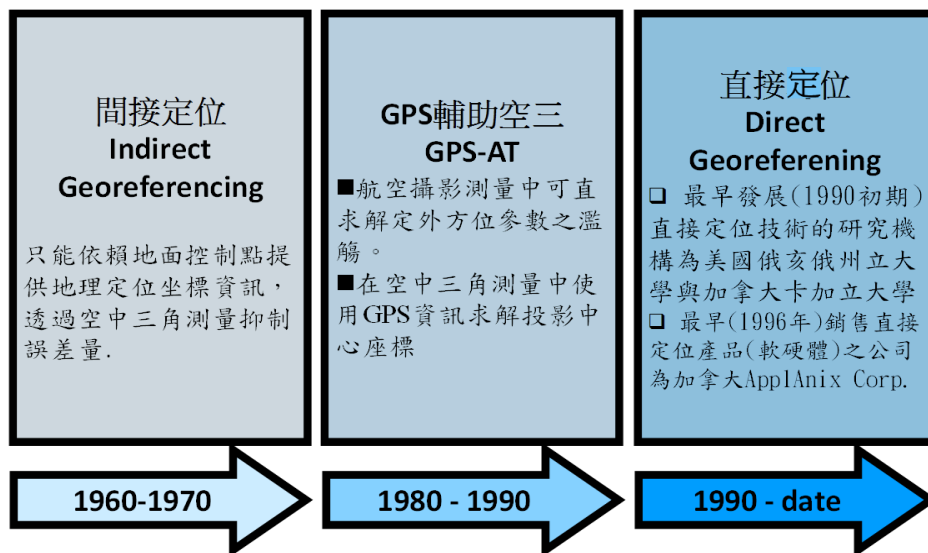 間接定位
Indirect
Georeferencing
只能依賴地面控制點提
供地理定位坐標資訊，
透過空中三角測量抑制
誤差量.
1960-1970
GPS輔助空三
GPS-AT
■航空攝影測量中可直
求解定外方位參數之濫
觴。
■在空中三角測量中使
用GPS資訊求解投影中
心座標
1980 - 1990
直接定位
Direct
Georeferening
❑ 最早發展(1990初期)
直接定位技術的研究機
構為美國俄亥俄州立大
學與加拿大卡加立大學
❑ 最早(1996年)銷售直接
定位產品(軟硬體)之公司
為加拿大ApplAnix Corp.
1990 - date